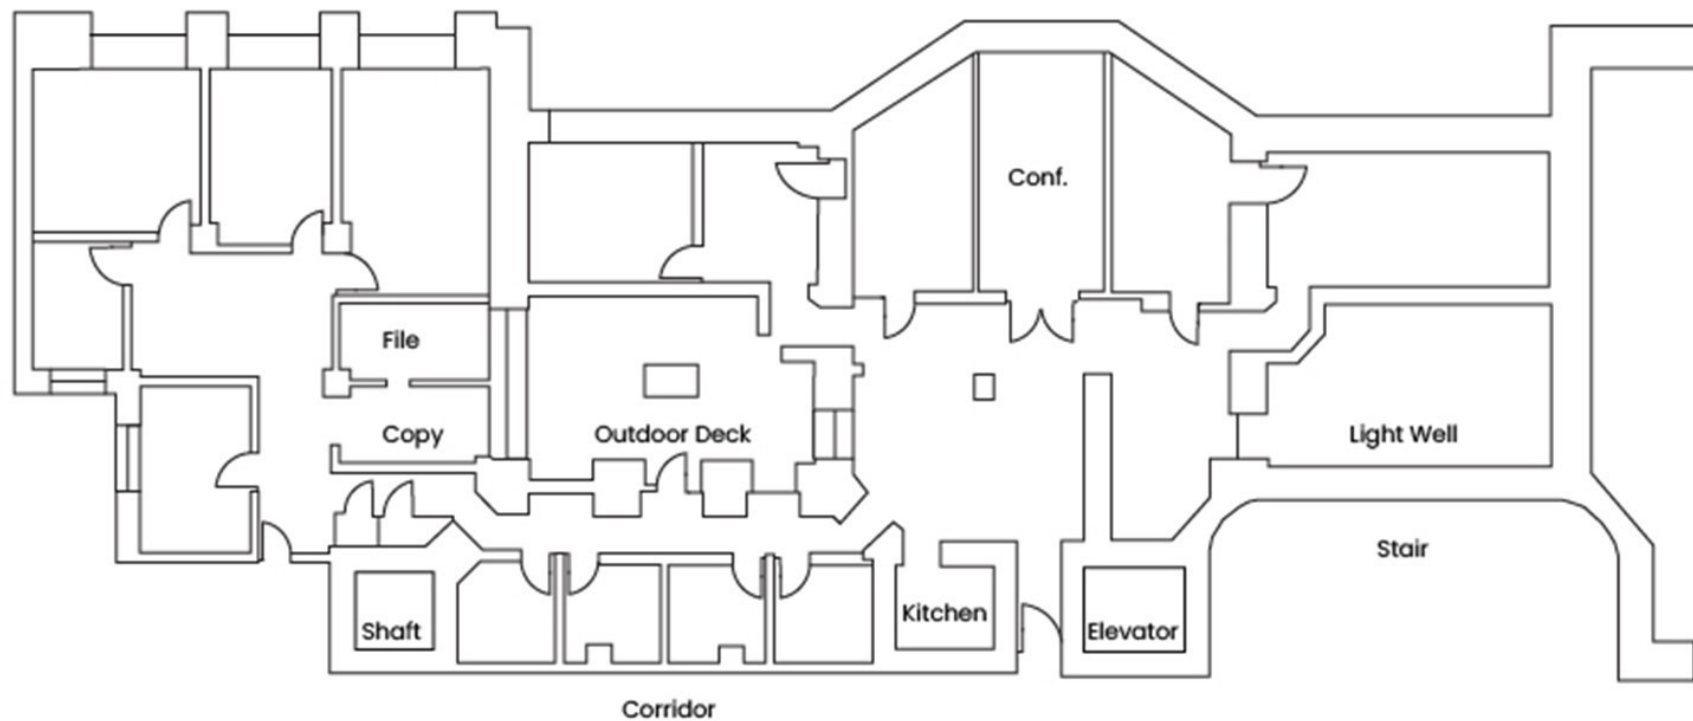 Conf.
File
Copy
Outdoor Deck
Light Well
Stair
Shaft
Kitchen
Elevator
Corridor